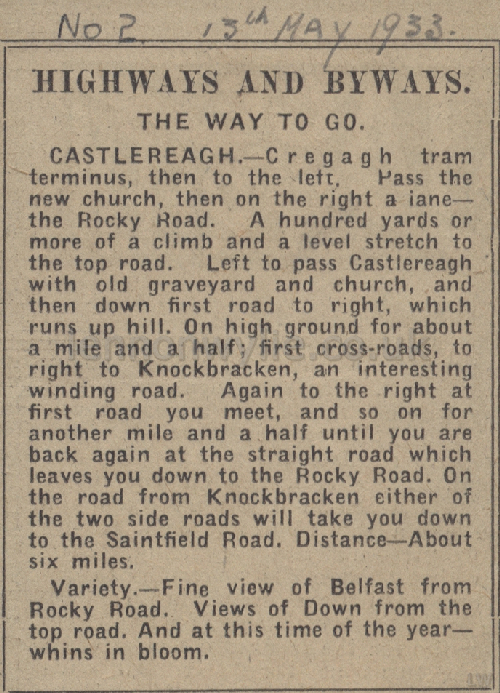 No 2. 13th MAY 1933.
HIGHWAYS AND BYWAYS.
THE WAY TO GO.
CASTLEREAGH.—Cregagh tram
terminus, then to the left. Pass the
new church, then on the right a lane—
the Rocky Road. A hundred yards or
more of a climb and a level stretch to
the top road. Left to pass Castlereagh
with old graveyard and church, and
then down first road to right, which
runs up hill. On high ground for about
a mile and a half; first cross-roads, to
right to Knockbracken, an interesting
winding road. Again to the right at
first road you meet, and so on for
another mile and a half until you are
back again at the straight road which
leaves you down to the Rocky Road. On
the road from Knockbracken either of
the two side roads will take you down
to the Saintfield Road. Distance—About
six miles.
Variety.—Fine view of Belfast from
Rocky Road. Views of Down from the
top road. And at this time of the year—
whins in bloom.